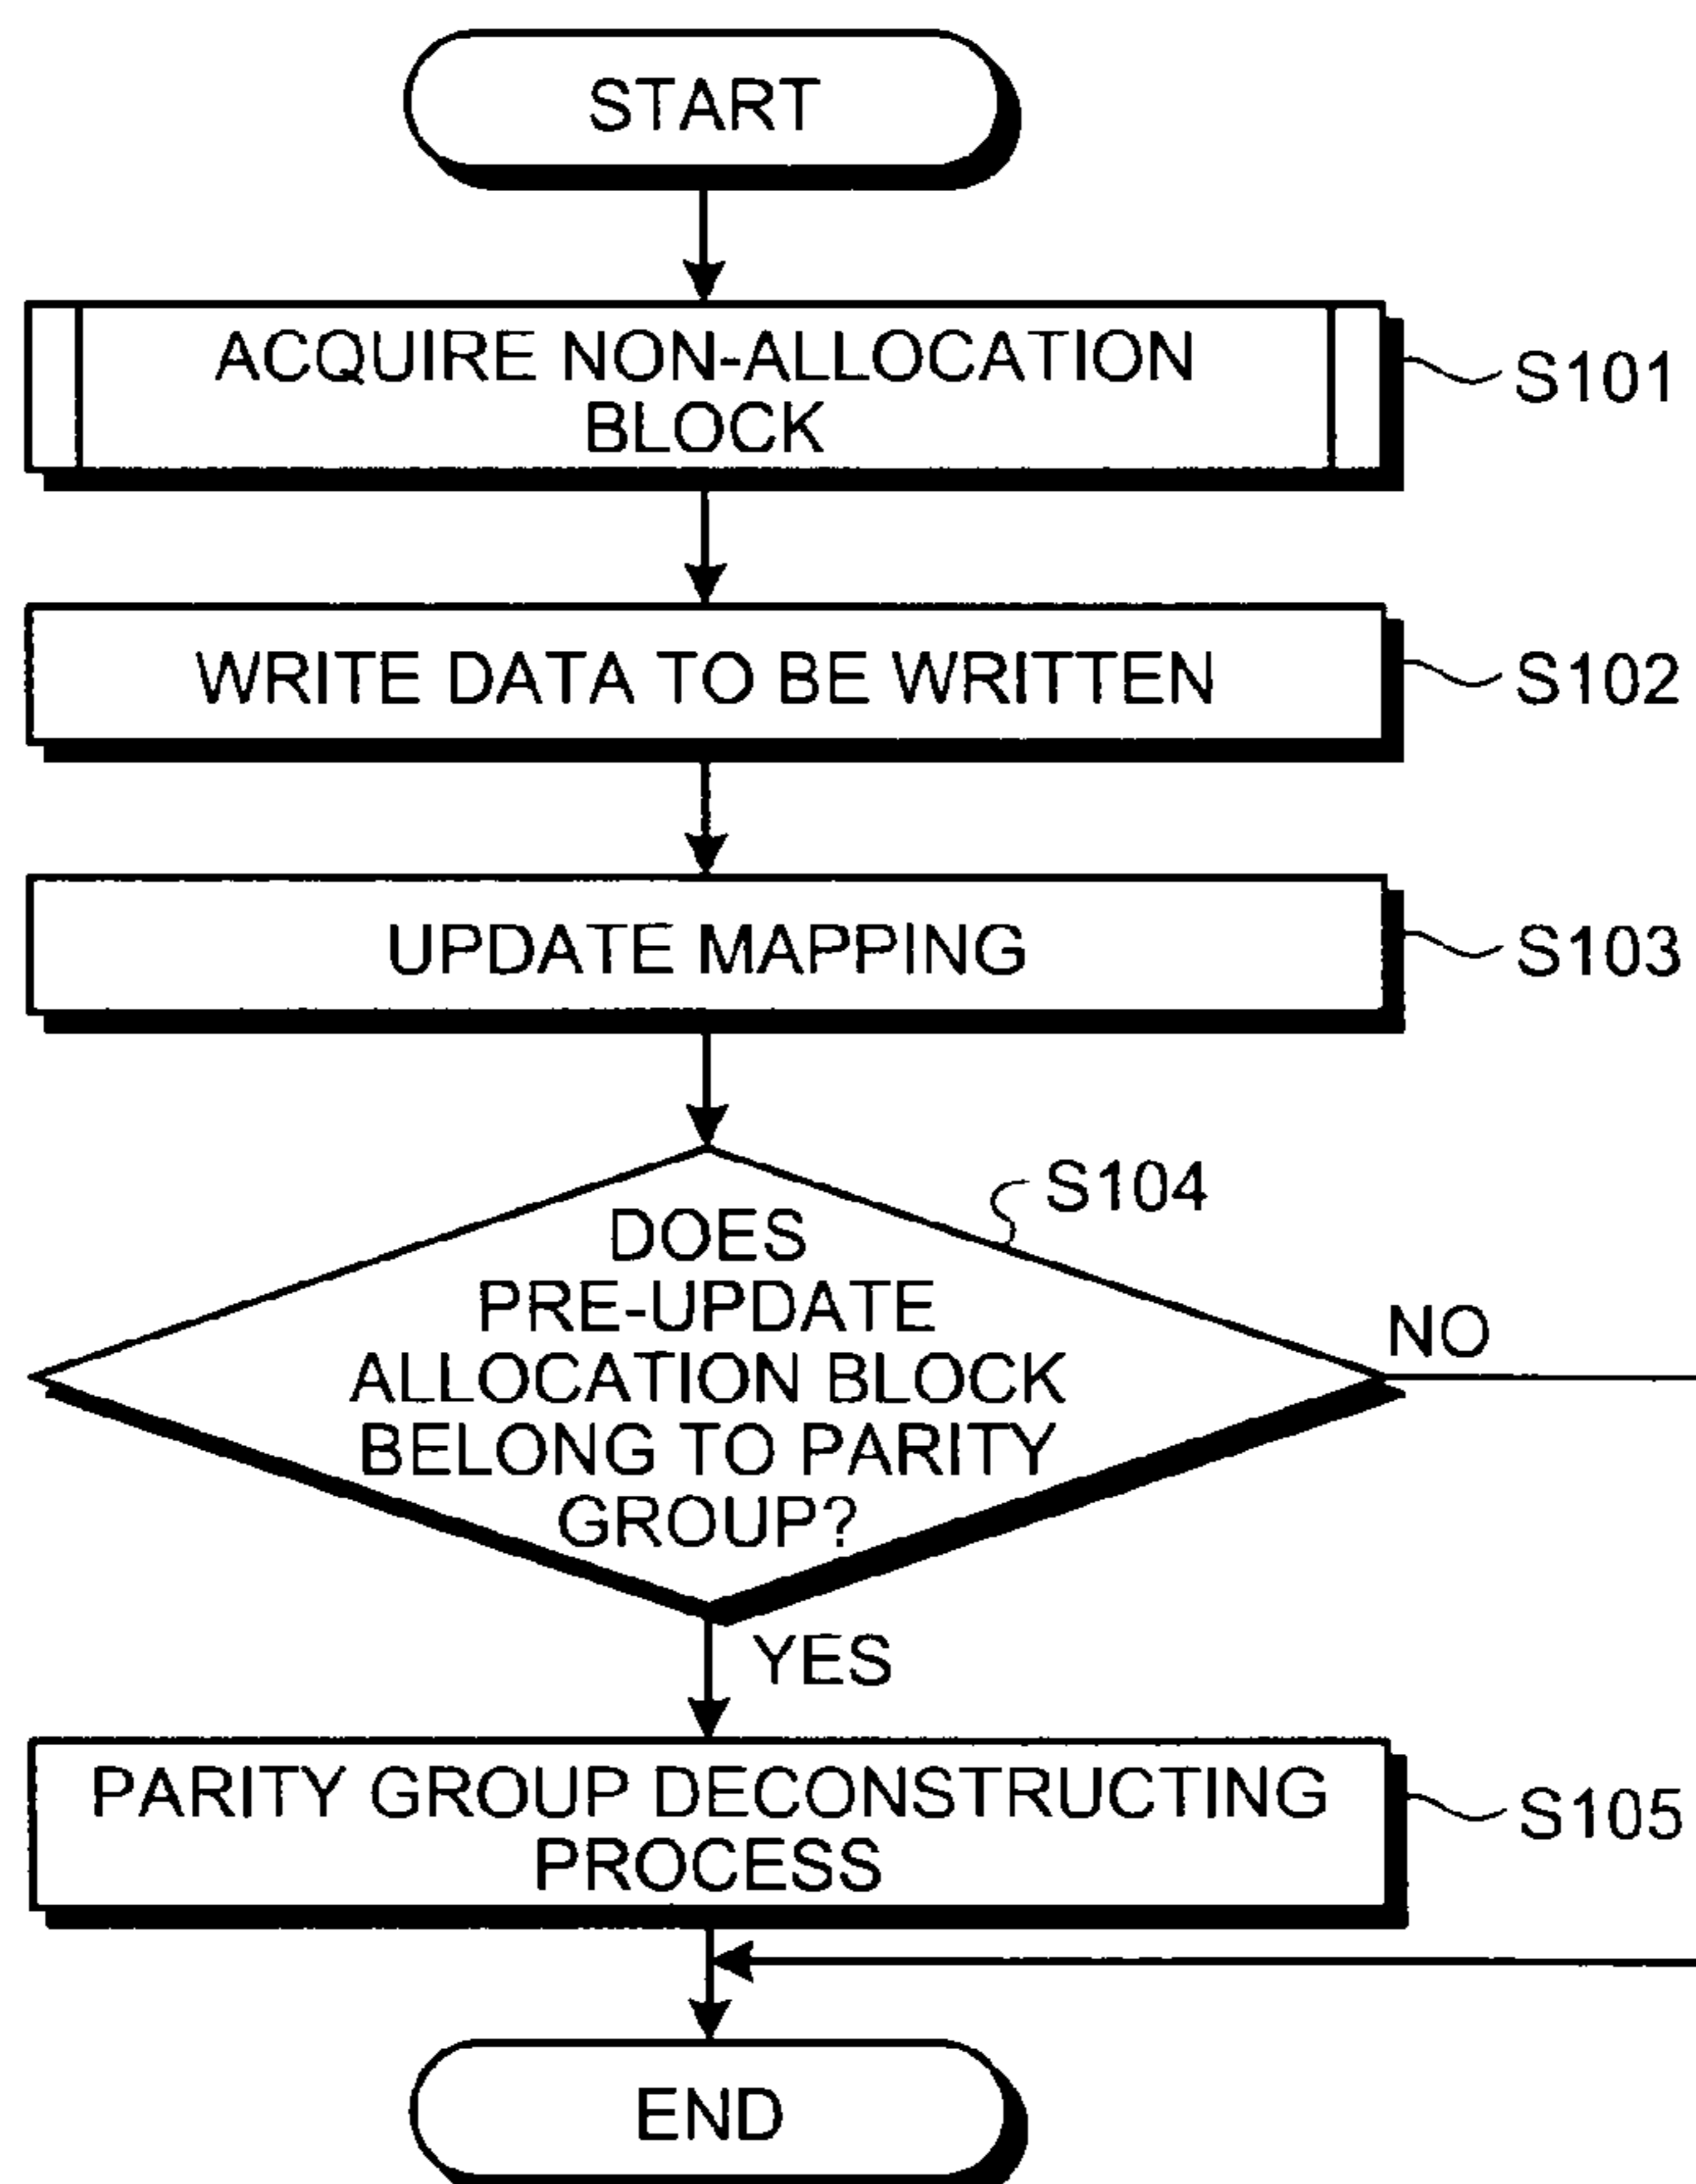 START
ACQUIRE NON-ALLOCATION
BLOCK
S101
WRITE DATA TO BE WRITTEN
S102
UPDATE MAPPING
S103
S104
DOES
PRE-UPDATE
ALLOCATION BLOCK
BELONG TO PARITY
GROUP?
NO
YES
PARITY GROUP DECONSTRUCTING
PROCESS
S105
END